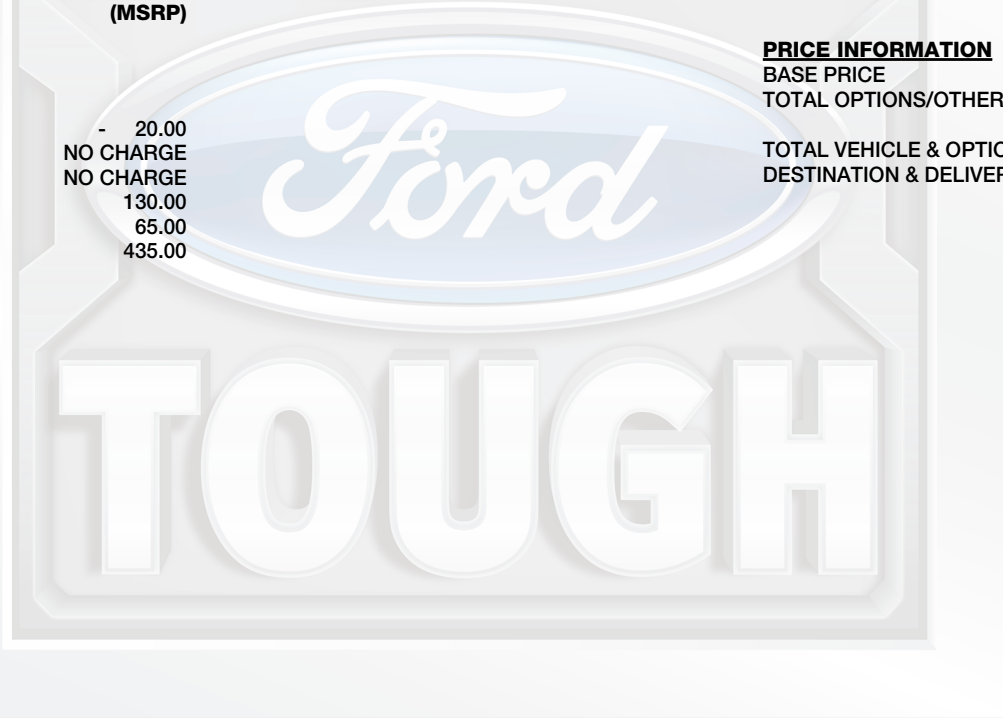 (MSRP)
- 20.00
NO CHARGE
NO CHARGE
130.00
65.00
435.00
PRICE INFORMATION
BASE PRICE
TOTAL OPTIONS/OTHER
TOTAL VEHICLE & OPTIO
DESTINATION & DELIVER
Ford
TOUGH